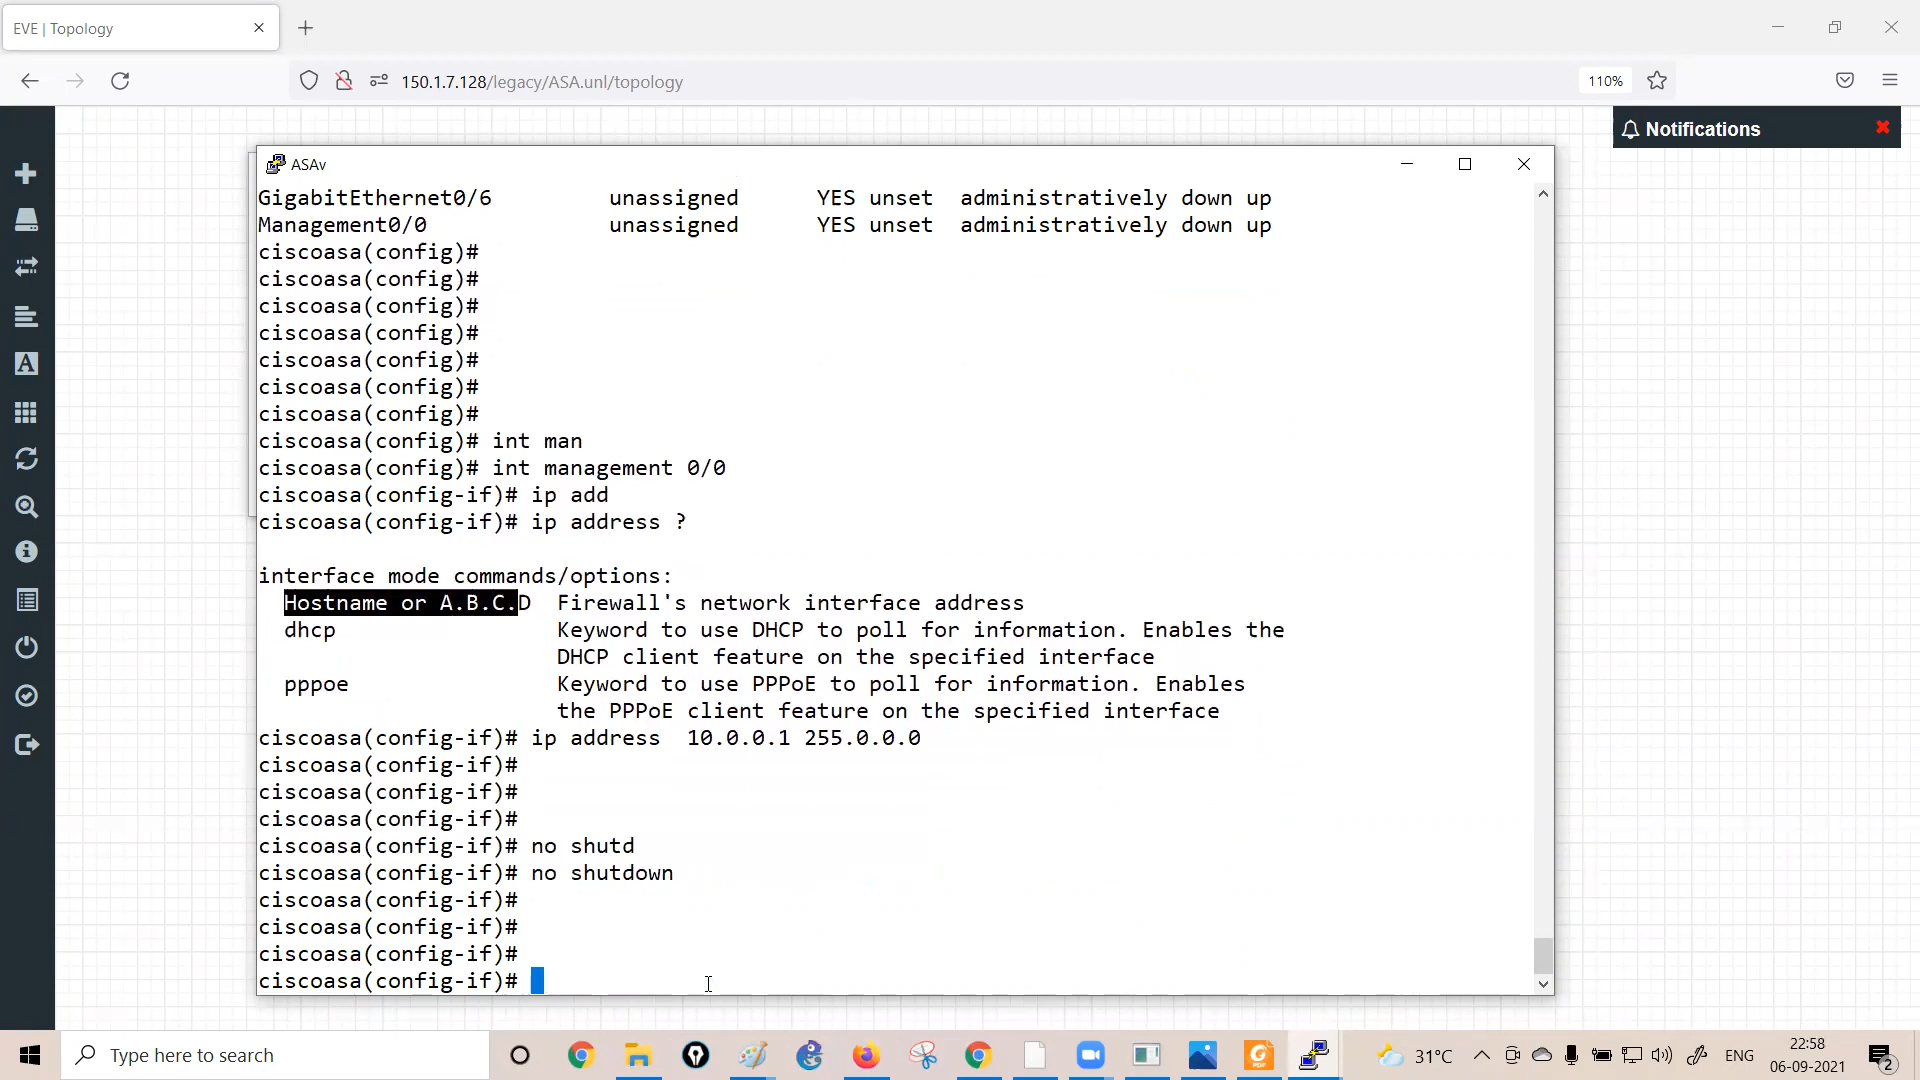 EVE | Topology
150.1.7.128/legacy/ASA.unl/topology
110%
Notifications
ASAv
GigabitEthernet0/6 unassigned YES unset administratively down up
Management0/0 unassigned YES unset administratively down up
ciscoasa(config)#
ciscoasa(config)#
ciscoasa(config)#
ciscoasa(config)#
ciscoasa(config)#
ciscoasa(config)#
ciscoasa(config)#
ciscoasa(config)# int man
ciscoasa(config)# int management 0/0
ciscoasa(config-if)# ip add
ciscoasa(config-if)# ip address ?
interface mode commands/options:
Hostname or A.B.C.D Firewall's network interface address
dhcp Keyword to use DHCP to poll for information. Enables the
DHCP client feature on the specified interface
pppoe Keyword to use PPPoE to poll for information. Enables
the PPPoE client feature on the specified interface
ciscoasa(config-if)# ip address 10.0.0.1 255.0.0.0
ciscoasa(config-if)#
ciscoasa(config-if)#
ciscoasa(config-if)#
ciscoasa(config-if)# no shutd
ciscoasa(config-if)# no shutdown
ciscoasa(config-if)#
ciscoasa(config-if)#
ciscoasa(config-if)#
ciscoasa(config-if)#
Type here to search
31°C
ENG
22:58
06-09-2021
2